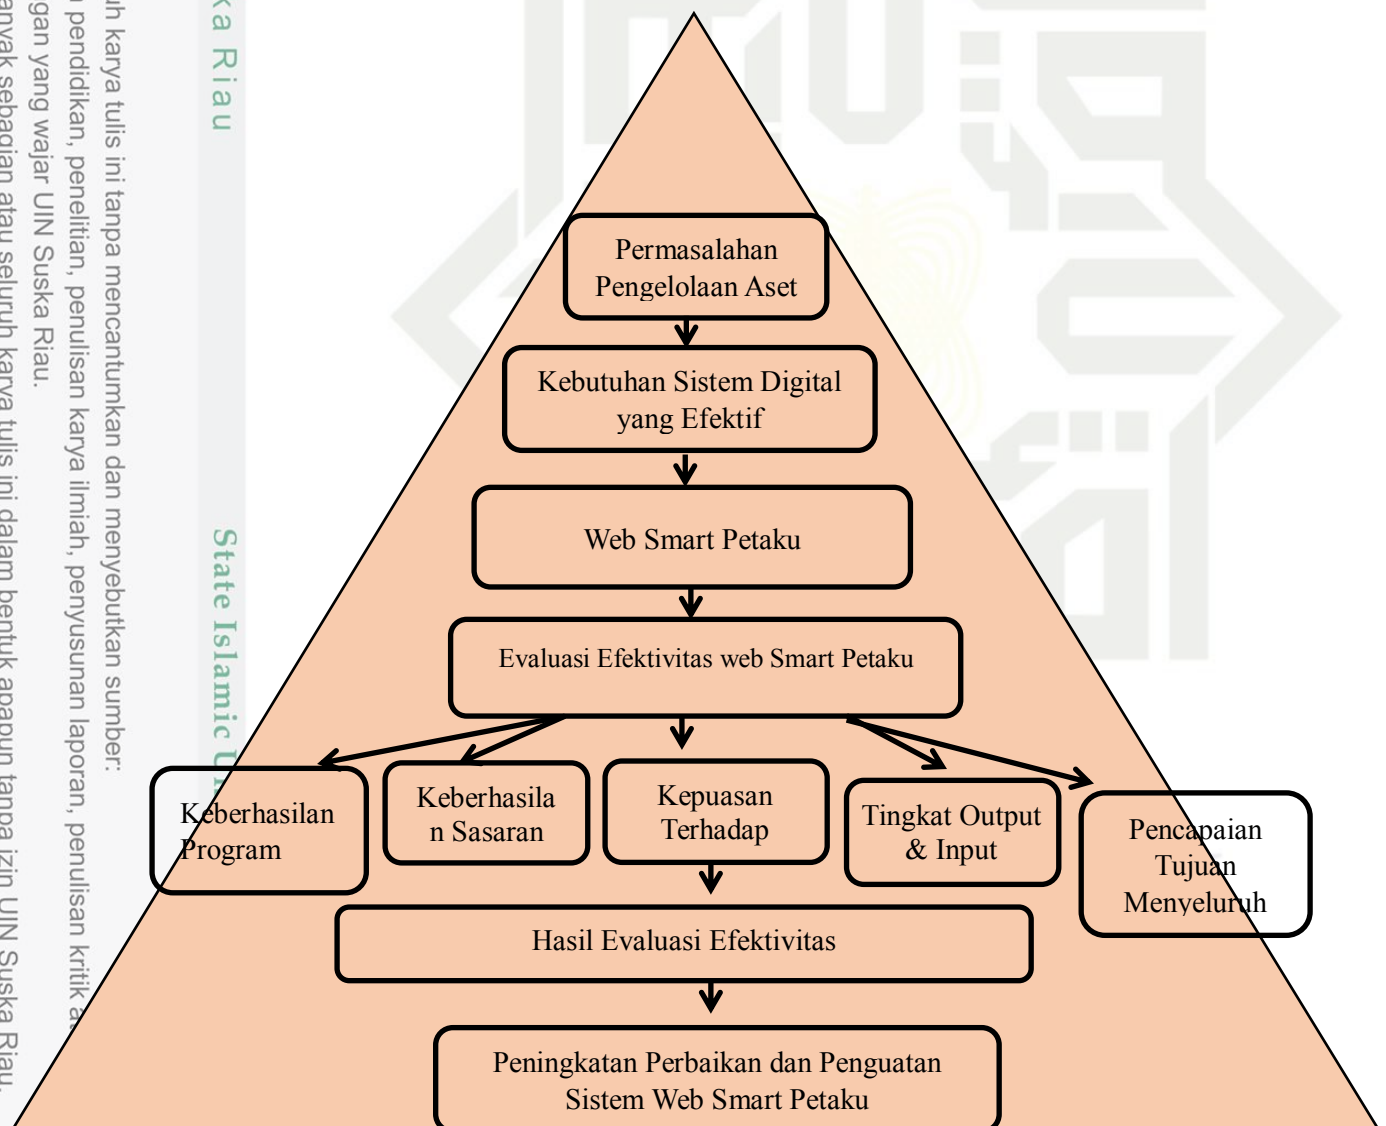 uh karya tulis ini tanpa mencantumkan dan menyebutkan sumber:
pendidikan, penelitian, penulisan karya ilmiah, penyusunan laporan, penulisan kritik
gan yang wajar UIN Suska Riau.
anyak sebagian atau seluruh karya tulis ini dalam bentuk apapun tanpa izin UIN Suska Riau.
ka Riau
State Islamic
Permasalahan
Pengelolaan Aset
Kebutuhan Sistem Digital
yang Efektif
Web Smart Petaku
Evaluasi Efektivitas web Smart Petaku
Keberhasilan
Program
Keberhasila
n Sasaran
Kepuasan
Terhadap
Tingkat Output
& Input
Pencapaian
Tujuan
Menyeluruh
Hasil Evaluasi Efektivitas
Peningkatan Perbaikan dan Penguatan
Sistem Web Smart Petaku